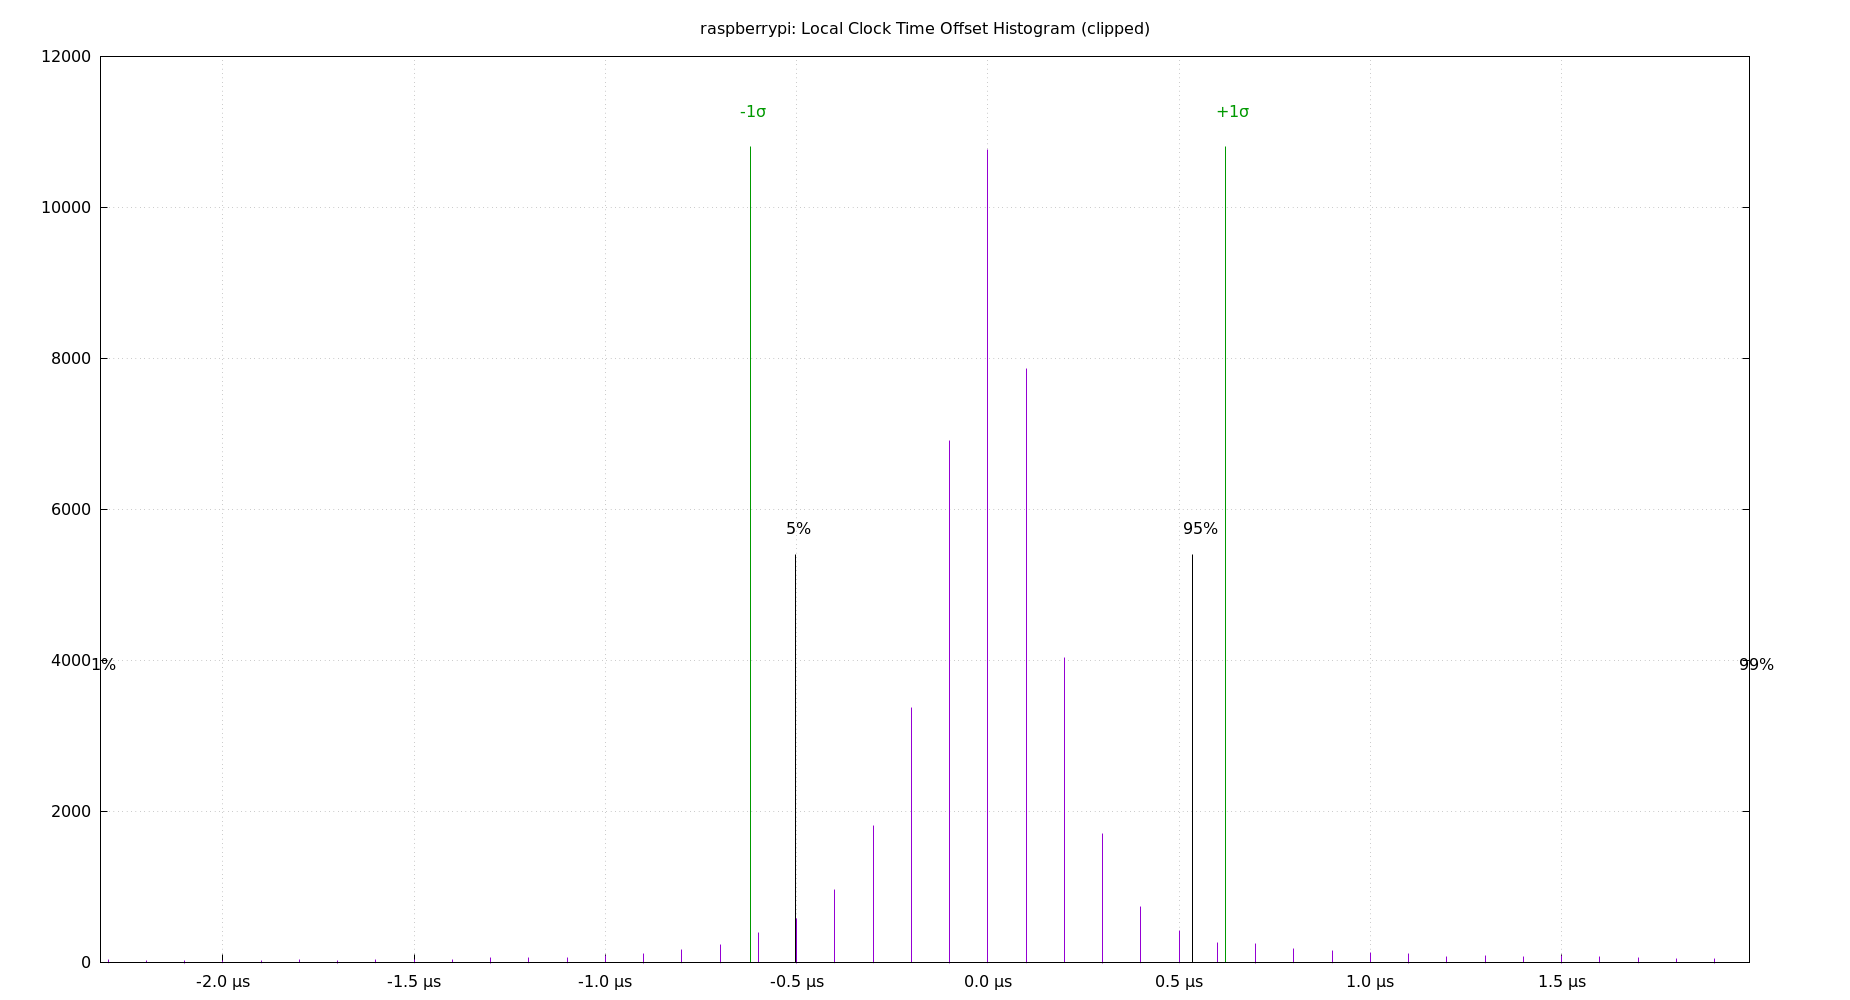 raspberrypi: Local Clock Time Offset Histogram (clipped)
12000
-1σ
+1σ
10000
8000
6000
5%
95%
4000
1%
99%
2000
0
-2.0 µs
-1.5 µs
-1.0 µs
-0.5 µs
0.0 µs
0.5 µs
1.0 µs
1.5 µs